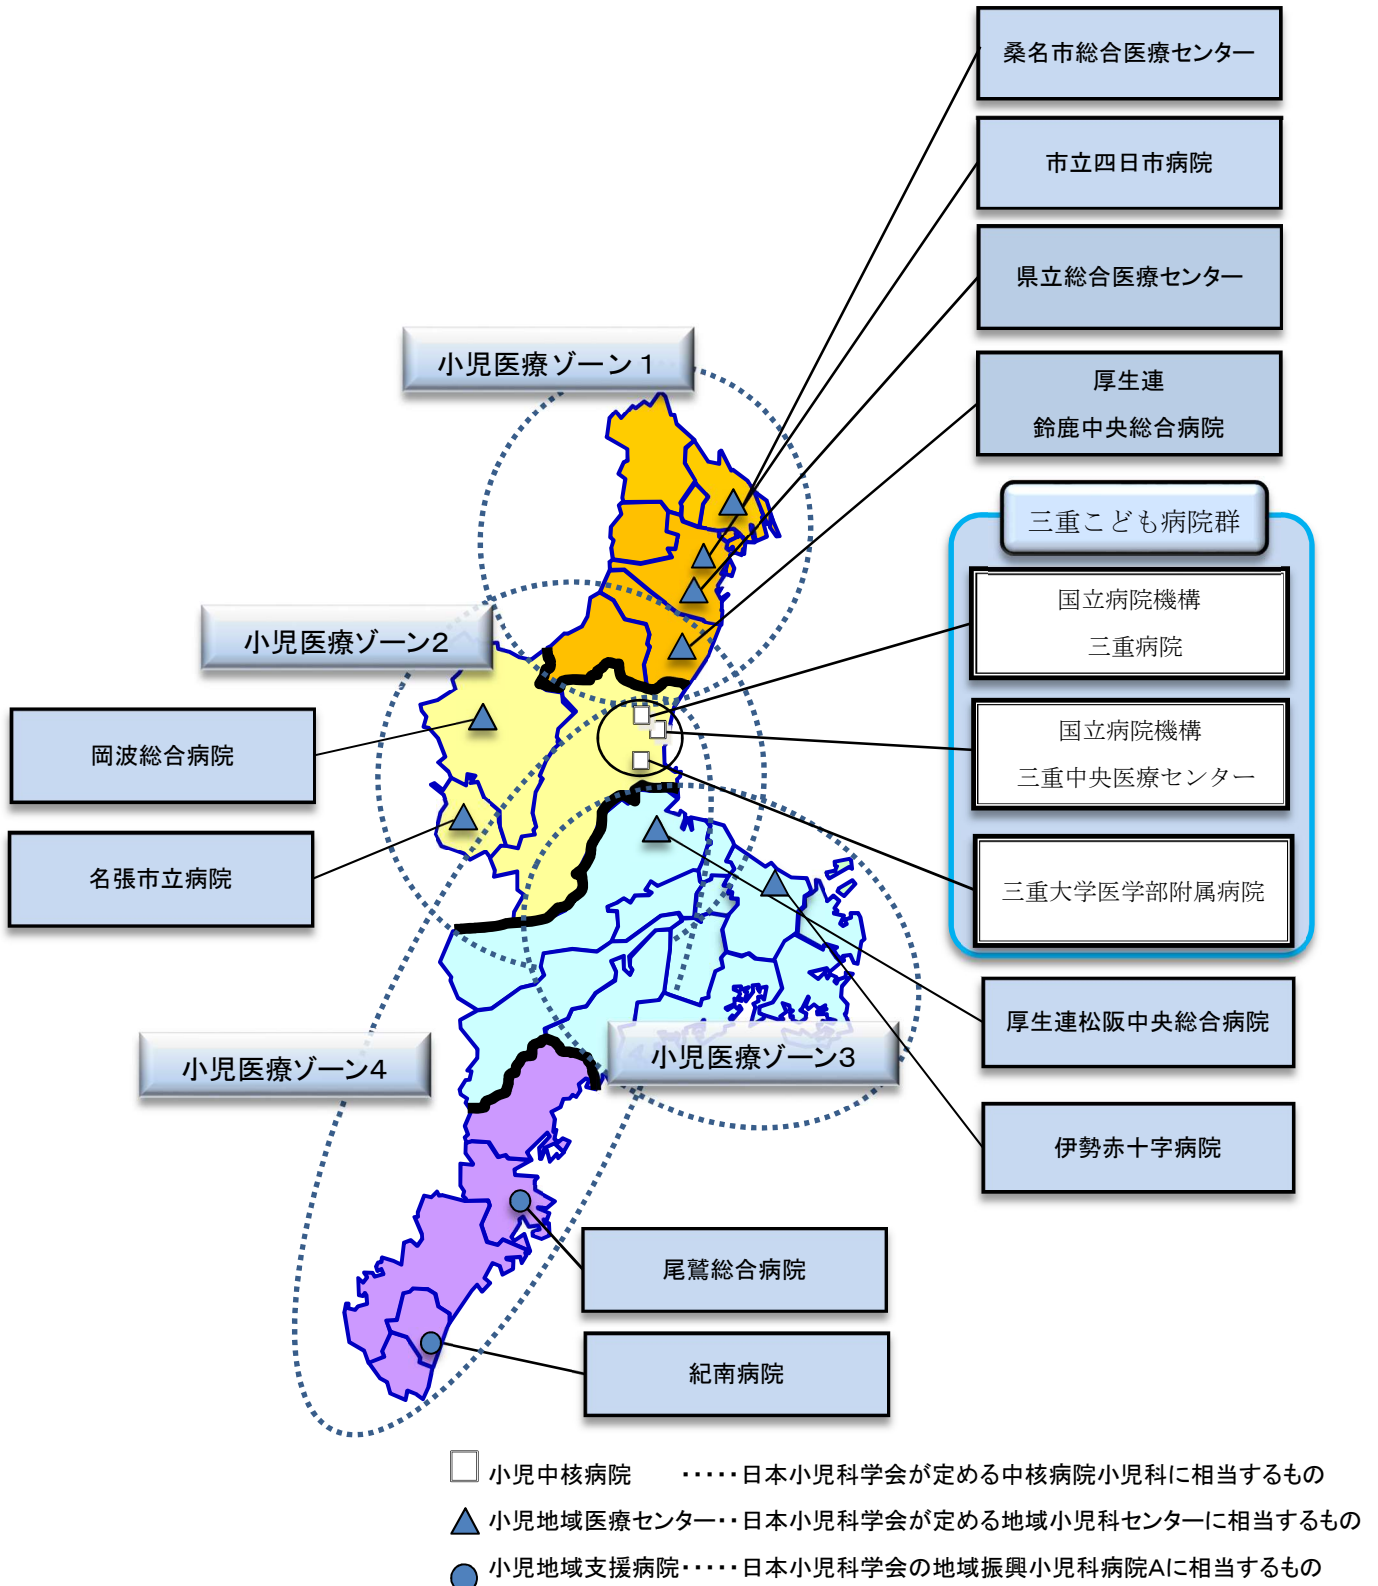 桑名市総合医療センター
市立四日市病院
県立総合医療センター
小児医療ゾーン1
厚生連
鈴鹿中央総合病院
三重こども病院群
国立病院機構
三重病院
小児医療ゾーン2
国立病院機構
三重中央医療センター
岡波総合病院
名張市立病院
三重大学医学部附属病院
厚生連松阪中央総合病院
小児医療ゾーン4
小児医療ゾーン3
伊勢赤十字病院
尾鷲総合病院
紀南病院
小児中核病院 ・・・・・日本小児科学会が定める中核病院小児科に相当するもの
小児地域医療センター・・日本小児科学会が定める地域小児科センターに相当するもの
小児地域支援病院・・・・・日本小児科学会の地域振興小児科病院Aに相当するもの